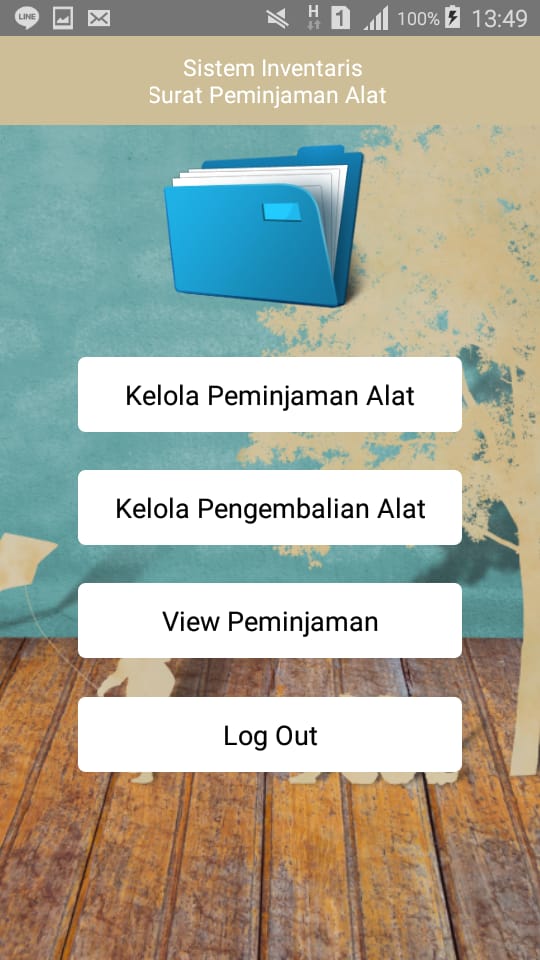 LINE
H
1
100%
13:49
Sistem Inventaris
Surat Peminjaman Alat
Kelola Peminjaman Alat
Kelola Pengembalian Alat
View Peminjaman
Log Out